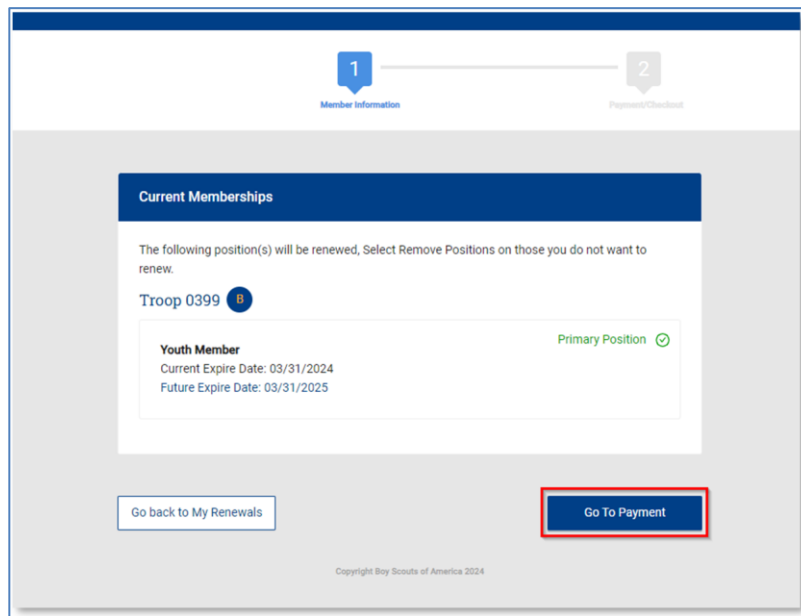 1
2
Member Information
Payment/Checkout
Current Memberships
The following position(s) will be renewed, Select Remove Positions on those you do not want to
renew.
Troop 0399 B
Youth Member
Primary Position
Current Expire Date: 03/31/2024
Future Expire Date: 03/31/2025
Go back to My Renewals
Go To Payment
Copyright Boy Scouts of America 2024